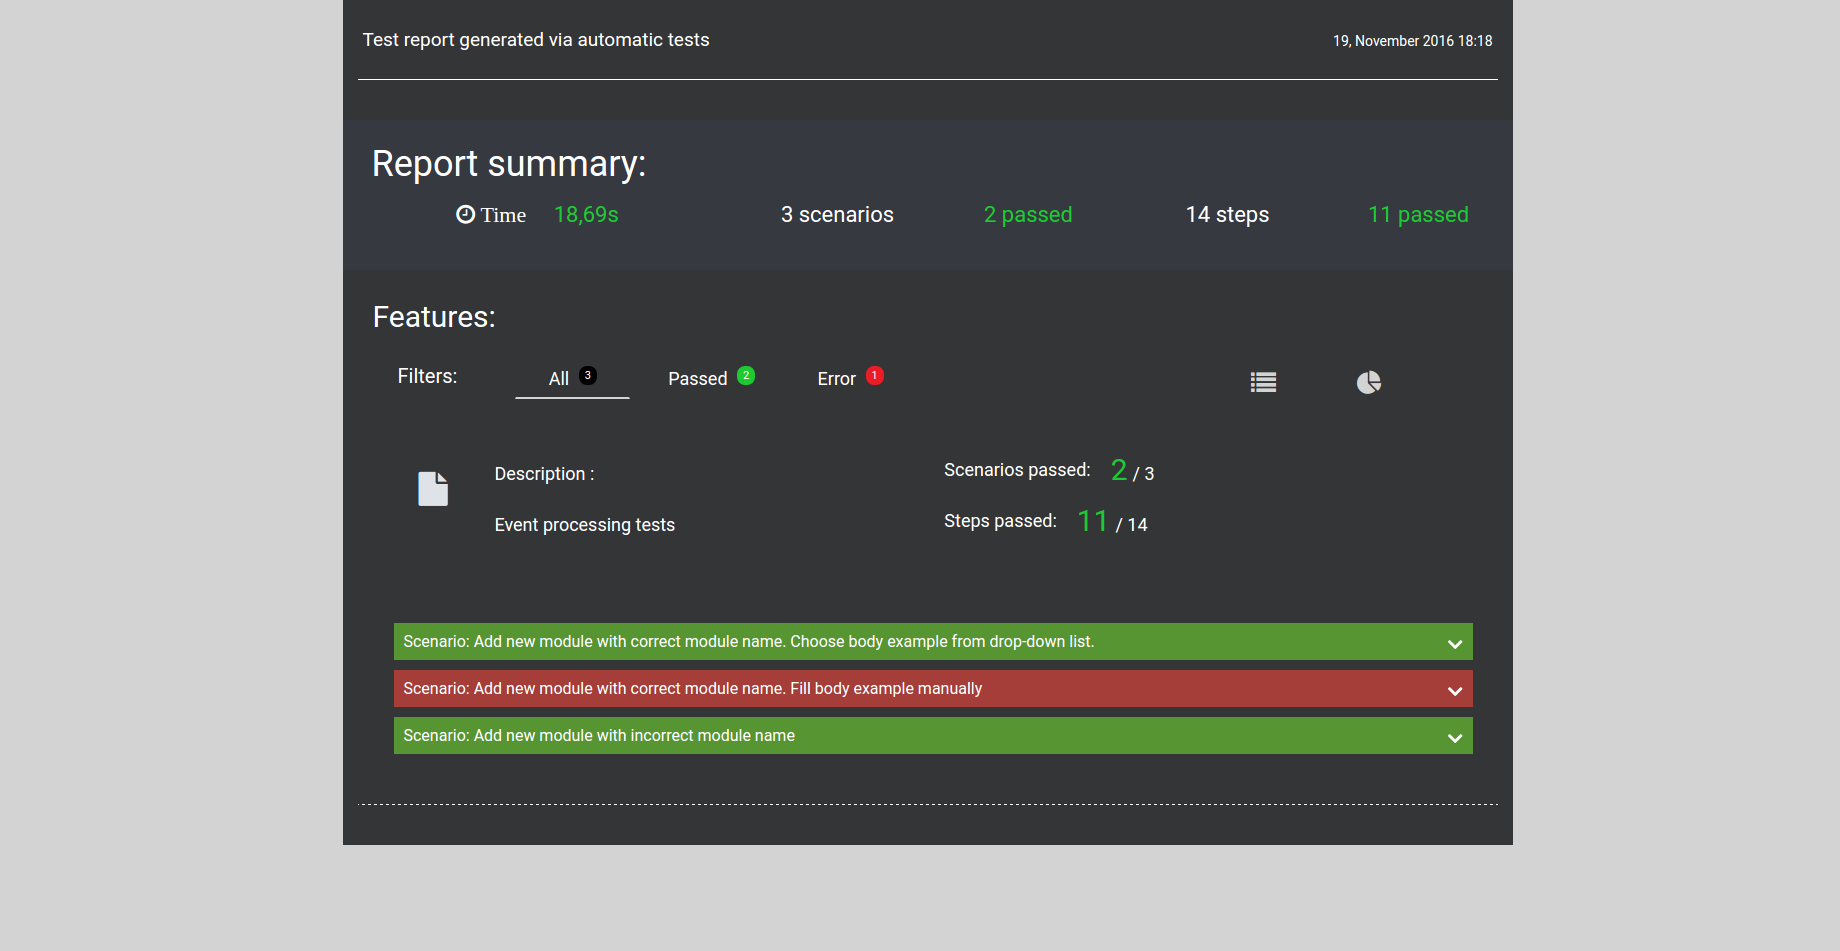 Test report generated via automatic tests
19, November 2016 18:18
Report summary:
Time 18,69s 3 scenarios 2 passed 14 steps 11 passed
Features:
Filters: All 3 Passed 2 Error 1
Description :
Scenarios passed: 2 / 3
Event processing tests
Steps passed: 11 / 14
Scenario: Add new module with correct module name. Choose body example from drop-down list.
Scenario: Add new module with correct module name. Fill body example manually
Scenario: Add new module with incorrect module name